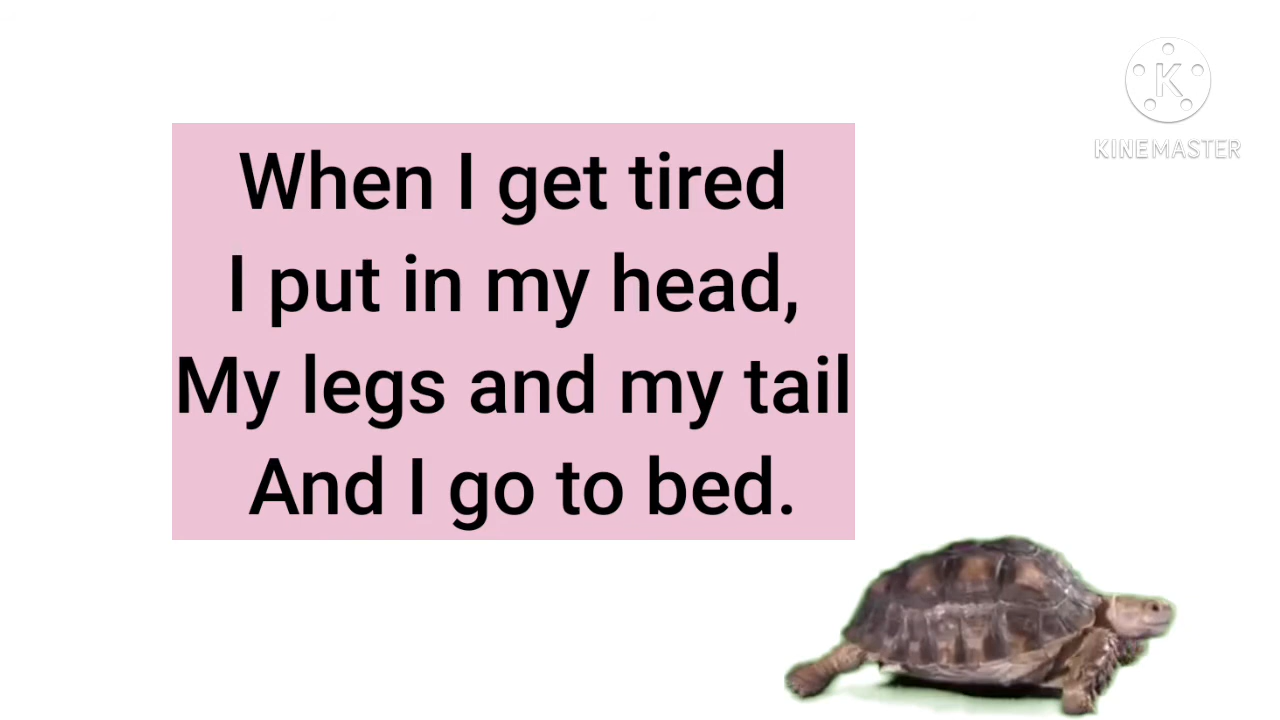 When I get tired
I put in my head,
My legs and my tail
And I go to bed.
K
KINEMASTER